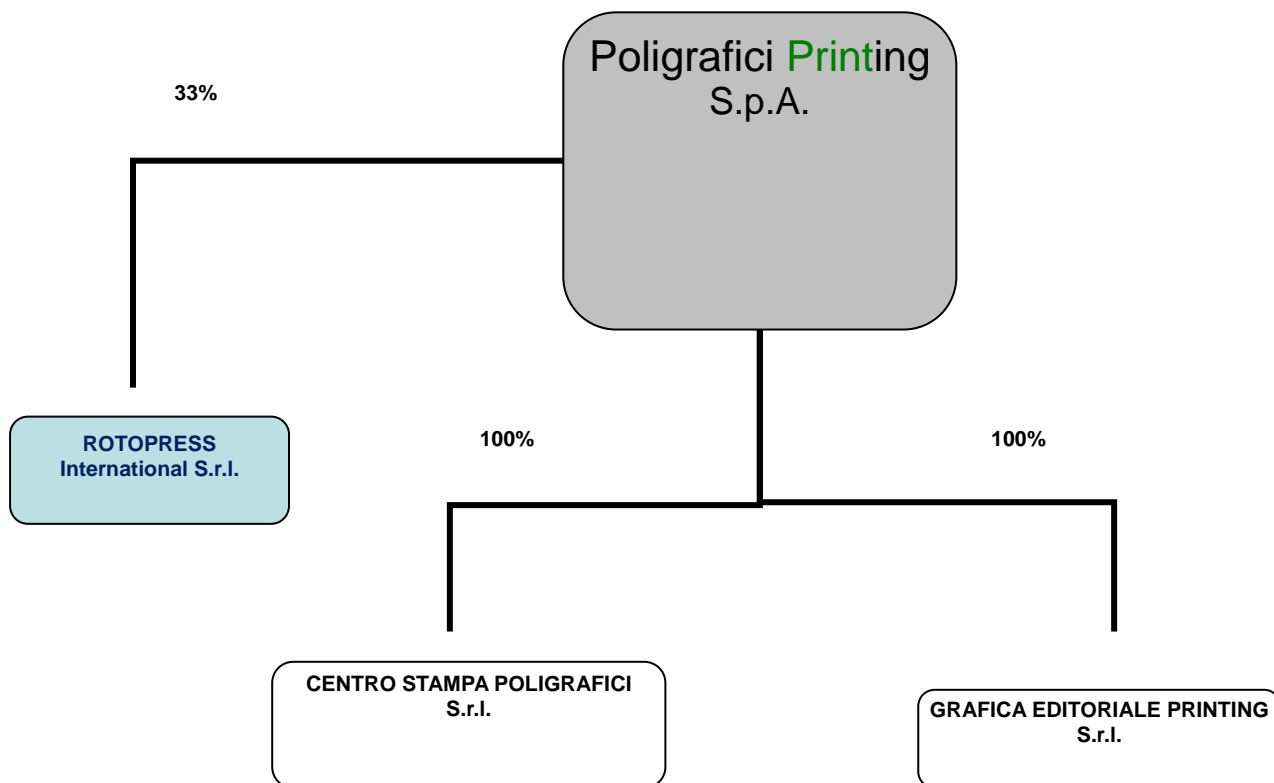 Poligrafici Printing
S.p.A.
33%
ROTOPRESS
International S.r.l.
100%
100%
CENTRO STAMPA POLIGRAFICI
S.r.l.
GRAFICA EDITORIALE PRINTING
S.r.l.